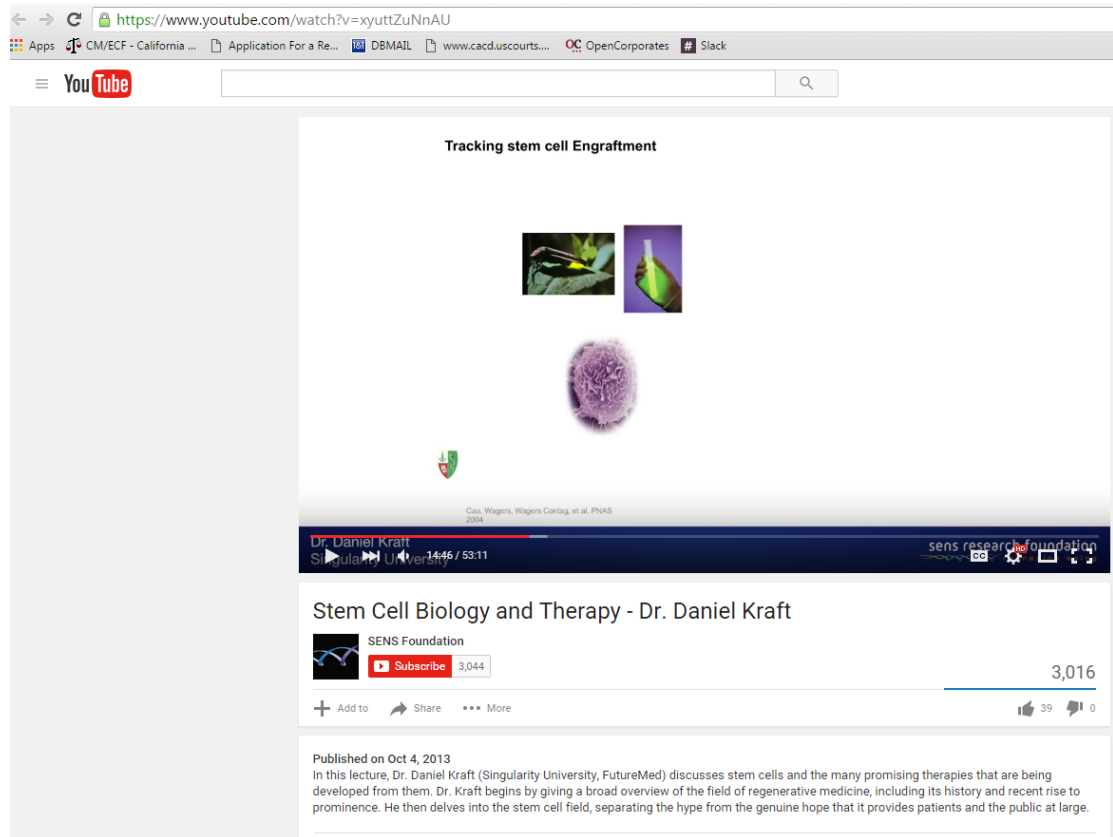 https://www.youtube.com/watch?v=xyuttZuNnAU
Apps CM/ECF - California ... Application For a Re... DBMAIL www.cacd.uscourts.... OpenCorporates Slack
YouTube
Tracking stem cell Engraftment
Cao, Wagers, Wagers Contag, et al. PNAS
2004
Dr. Daniel Kraft
Singularity University
14:46 / 53:11
sens research foundation
CC HD
Stem Cell Biology and Therapy - Dr. Daniel Kraft
SENS Foundation
Subscribe 3,044
3,016
Add to Share More
39 0
Published on Oct 4, 2013
In this lecture, Dr. Daniel Kraft (Singularity University, FutureMed) discusses stem cells and the many promising therapies that are being
developed from them. Dr. Kraft begins by giving a broad overview of the field of regenerative medicine, including its history and recent rise to
prominence. He then delves into the stem cell field, separating the hype from the genuine hope that it provides patients and the public at large.